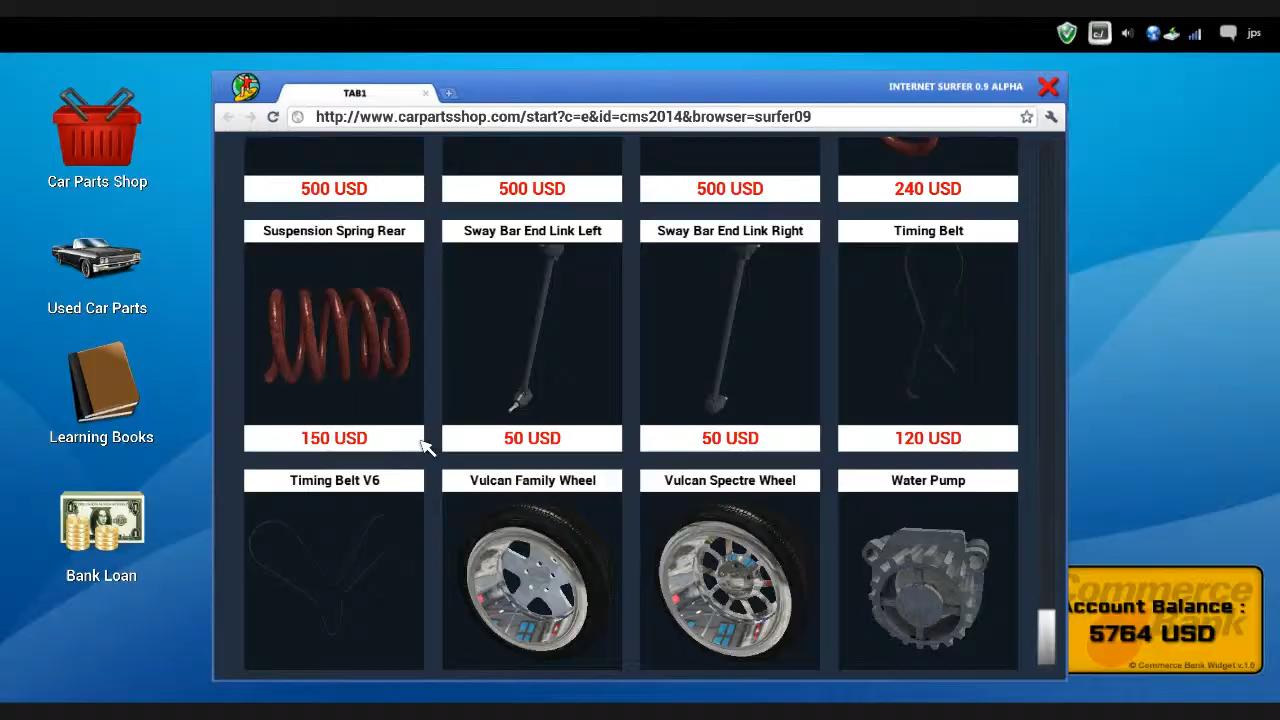 jps
TAB1
INTERNET SURFER 0.9 ALPHA
http://www.carpartsshop.com/start?c=e&id=cms2014&browser=surfer09
Car Parts Shop
Used Car Parts
Learning Books
Bank Loan
500 USD
500 USD
500 USD
240 USD
Suspension Spring Rear
Sway Bar End Link Left
Sway Bar End Link Right
Timing Belt
150 USD
50 USD
50 USD
120 USD
Timing Belt V6
Vulcan Family Wheel
Vulcan Spectre Wheel
Water Pump
Commerce
Bank
Account Balance :
5764 USD
© Commerce Bank Widget v.1.0